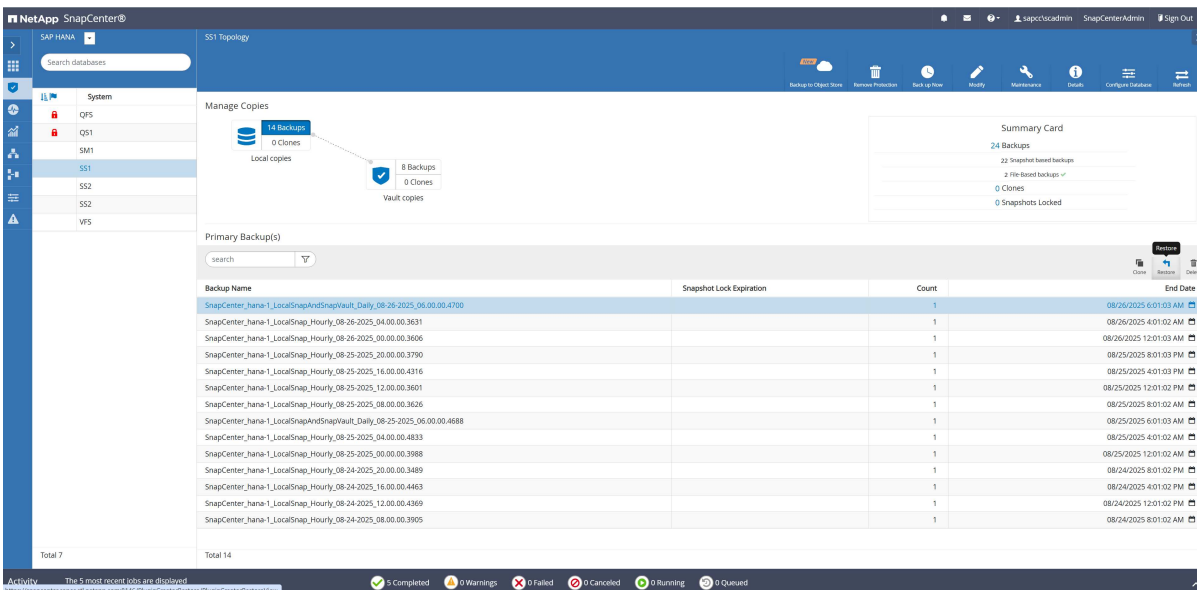 NetApp SnapCenter®
sapcc\scadmin SnapCenterAdmin Sign Out
SAP HANA
SS1 Topology
Search databases
New
Backup to Object Store Remove Protection Back up Now Modify Maintenance Details Configure Database Refresh
System
QFS
QS1
SM1
SS1
SS2
SS2
VFS
Total 7
Manage Copies
14 Backups
0 Clones
Local copies
8 Backups
0 Clones
Vault copies
Summary Card
24 Backups
22 Snapshot based backups
2 File-Based backups
0 Clones
0 Snapshots Locked
Primary Backup(s)
search
Restore
Clone Restore Dele
Backup Name Snapshot Lock Expiration Count End Date
SnapCenter_hana-1_LocalSnapAndSnapVault_Daily_08-26-2025_06.00.00.4700 1 08/26/2025 6:01:03 AM
SnapCenter_hana-1_LocalSnap_Hourly_08-26-2025_04.00.00.3631 1 08/26/2025 4:01:02 AM
SnapCenter_hana-1_LocalSnap_Hourly_08-26-2025_00.00.00.3606 1 08/26/2025 12:01:03 AM
SnapCenter_hana-1_LocalSnap_Hourly_08-25-2025_20.00.00.3790 1 08/25/2025 8:01:03 PM
SnapCenter_hana-1_LocalSnap_Hourly_08-25-2025_16.00.00.4316 1 08/25/2025 4:01:03 PM
SnapCenter_hana-1_LocalSnap_Hourly_08-25-2025_12.00.00.3601 1 08/25/2025 12:01:02 PM
SnapCenter_hana-1_LocalSnap_Hourly_08-25-2025_08.00.00.3626 1 08/25/2025 8:01:02 AM
SnapCenter_hana-1_LocalSnapAndSnapVault_Daily_08-25-2025_06.00.00.4688 1 08/25/2025 6:01:03 AM
SnapCenter_hana-1_LocalSnap_Hourly_08-25-2025_04.00.00.4833 1 08/25/2025 4:01:02 AM
SnapCenter_hana-1_LocalSnap_Hourly_08-25-2025_00.00.00.3988 1 08/25/2025 12:01:02 AM
SnapCenter_hana-1_LocalSnap_Hourly_08-24-2025_20.00.00.3489 1 08/24/2025 8:01:02 PM
SnapCenter_hana-1_LocalSnap_Hourly_08-24-2025_16.00.00.4463 1 08/24/2025 4:01:02 PM
SnapCenter_hana-1_LocalSnap_Hourly_08-24-2025_12.00.00.4369 1 08/24/2025 12:01:02 PM
SnapCenter_hana-1_LocalSnap_Hourly_08-24-2025_08.00.00.3905 1 08/24/2025 8:01:02 AM
Total 14
Activity The 5 most recent jobs are displayed 5 Completed 0 Warnings 0 Failed 0 Canceled 0 Running 0 Queued